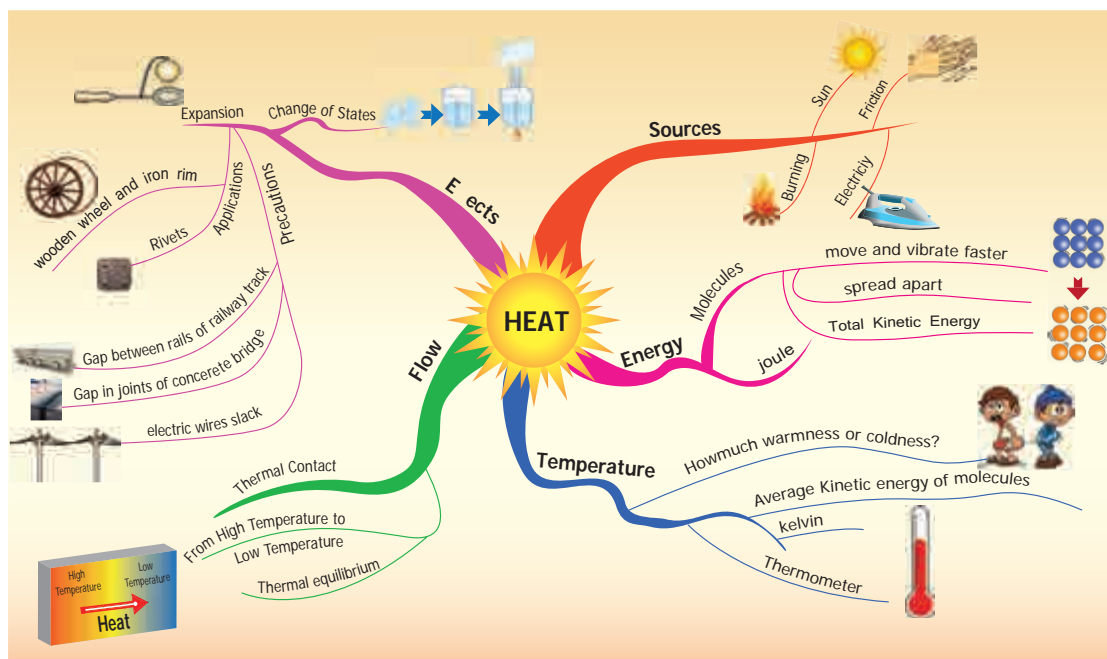 HEAT
Sources
Sun
Friction
Burning
Electricly
Energy
Molecules
move and vibrate faster
spread apart
Total Kinetic Energy
joule
Temperature
Howmuch warmness or coldness?
Average Kinetic energy of molecules
kelvin
Thermometer
Flow
Thermal Contact
From High Temperature to
Low Temperature
Thermal equilibrium
High
Temperature
Low
Temperature
Heat
E ects
Change of States
Expansion
Applications
wooden wheel and iron rim
Rivets
Precautions
Gap between rails of railway track
Gap in joints of concerete bridge
electric wires slack